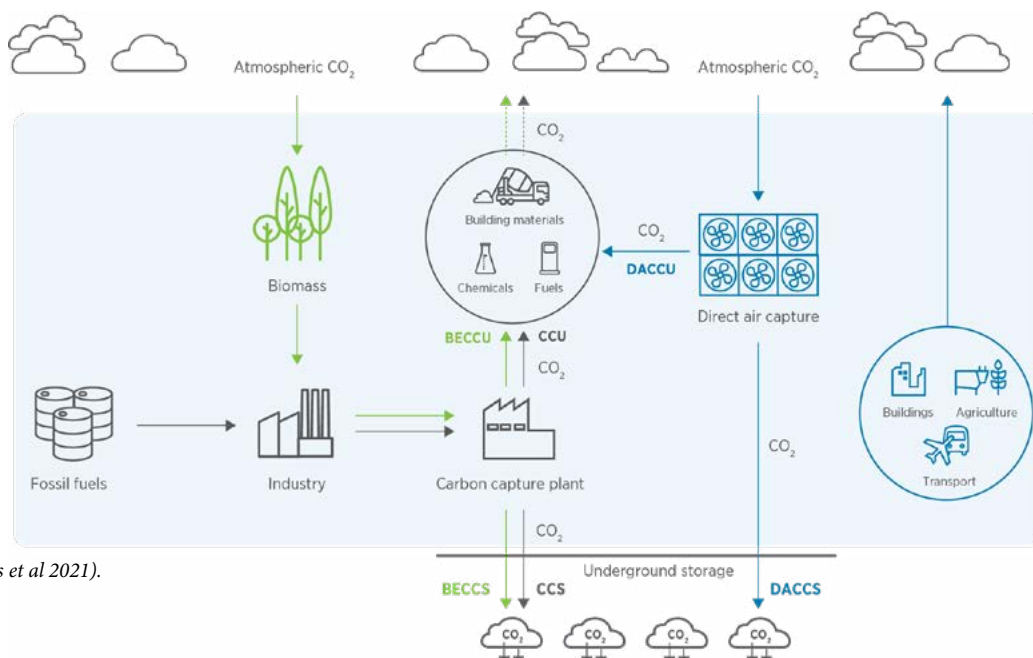 Atmospheric CO₂
Atmospheric CO₂
CO₂
Building materials
Chemicals
Fuels
CO₂
DACCU
Biomass
Direct air capture
BECCU
CCU
CO₂
Buildings
Agriculture
Transport
CO₂
Fossil fuels
Industry
Carbon capture plant
CO₂
s et al 2021).
Underground storage
BECCS
CCS
DACCS
CO₂
CO₂
CO₂
CO₂